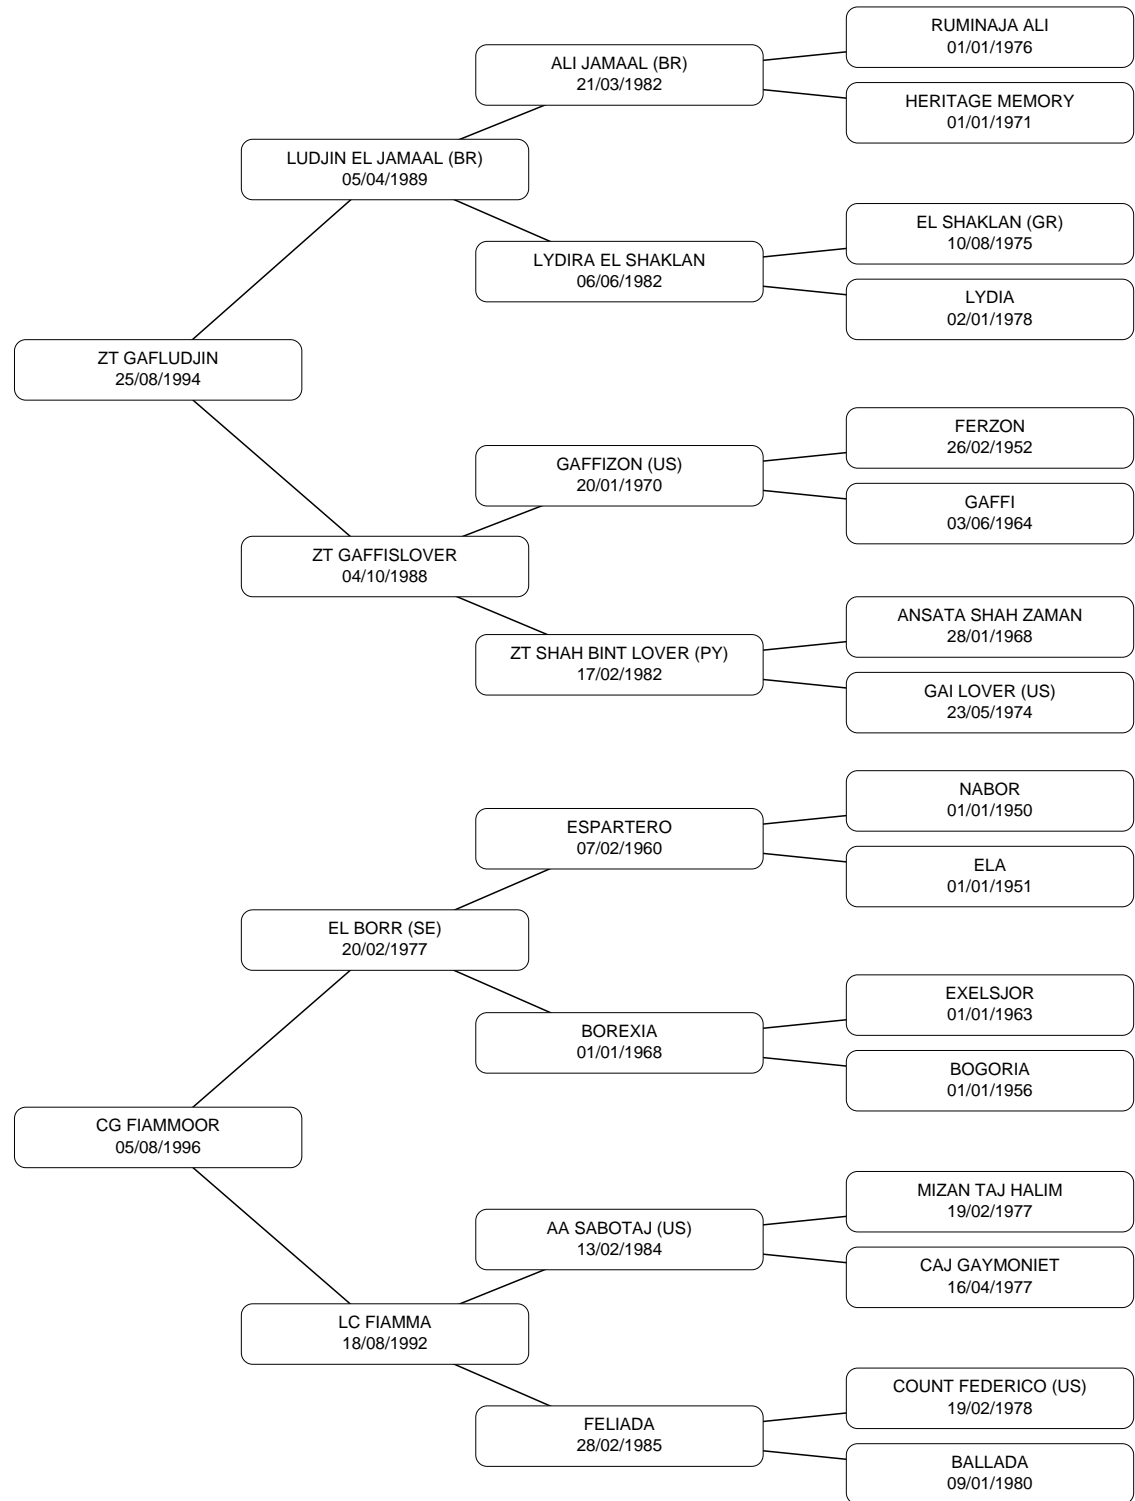 RUMINAJA ALI
01/01/1976
ALI JAMAAL (BR)
21/03/1982
HERITAGE MEMORY
01/01/1971
LUDJIN EL JAMAAL (BR)
05/04/1989
EL SHAKLAN (GR)
10/08/1975
LYDIRA EL SHAKLAN
06/06/1982
LYDIA
02/01/1978
ZT GAFLUDJIN
25/08/1994
FERZON
26/02/1952
GAFFIZON (US)
20/01/1970
GAFFI
03/06/1964
ZT GAFFISLOVER
04/10/1988
ANSATA SHAH ZAMAN
28/01/1968
ZT SHAH BINT LOVER (PY)
17/02/1982
GAI LOVER (US)
23/05/1974
NABOR
01/01/1950
ESPARTERO
07/02/1960
ELA
01/01/1951
EL BORR (SE)
20/02/1977
EXELSJOR
01/01/1963
BOREXIA
01/01/1968
BOGORIA
01/01/1956
CG FIAMMOOR
05/08/1996
MIZAN TAJ HALIM
19/02/1977
AA SABOTAJ (US)
13/02/1984
CAJ GAYMONIET
16/04/1977
LC FIAMMA
18/08/1992
COUNT FEDERICO (US)
19/02/1978
FELIADA
28/02/1985
BALLADA
09/01/1980